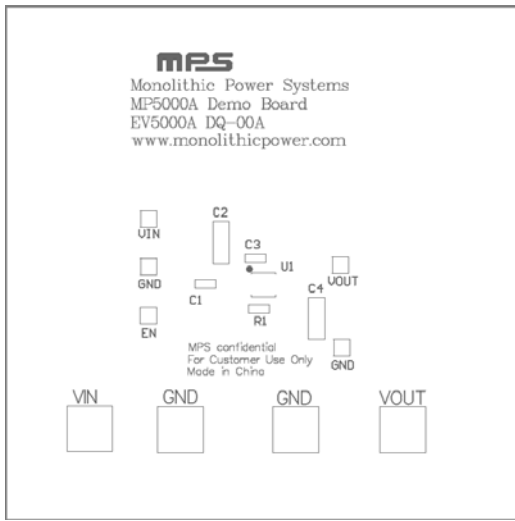 MPS
Monolithic Power Systems
MP5000A Demo Board
EV5000A DQ-00A
www.monolithicpower.com
C2
VIN
C3
U1
GND
VOUT
C1
C4
EN
R1
MPS confidential
For Customer Use Only
Made in China
GND
VIN GND GND VOUT